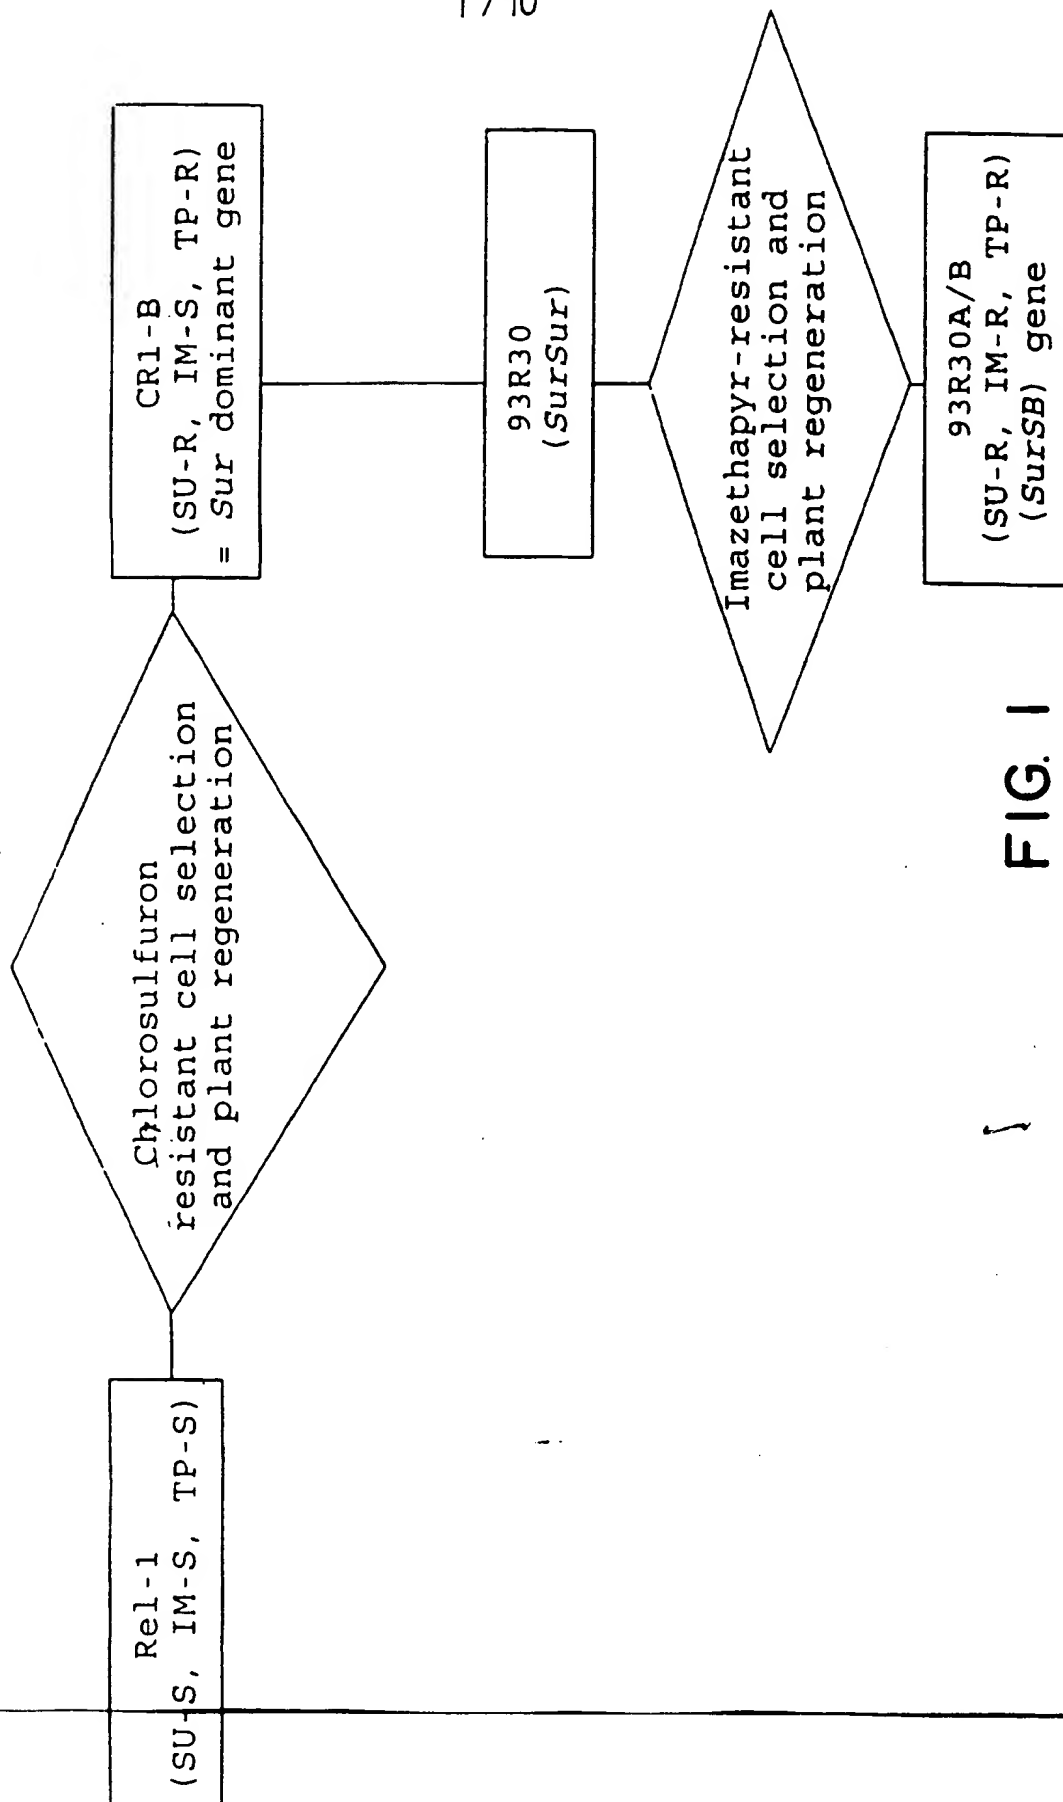 1/10
Rel-1
(SU-S, IM-S, TP-S)
Chlorosulfuron
resistant cell selection
and plant regeneration
CR1-B
(SU-R, IM-S, TP-R)
= Sur dominant gene
93R30
(SurSur)
Imazethapyr-resistant
cell selection and
plant regeneration
93R30A/B
(SU-R, IM-R, TP-R)
(SurSB) gene
FIG. 1